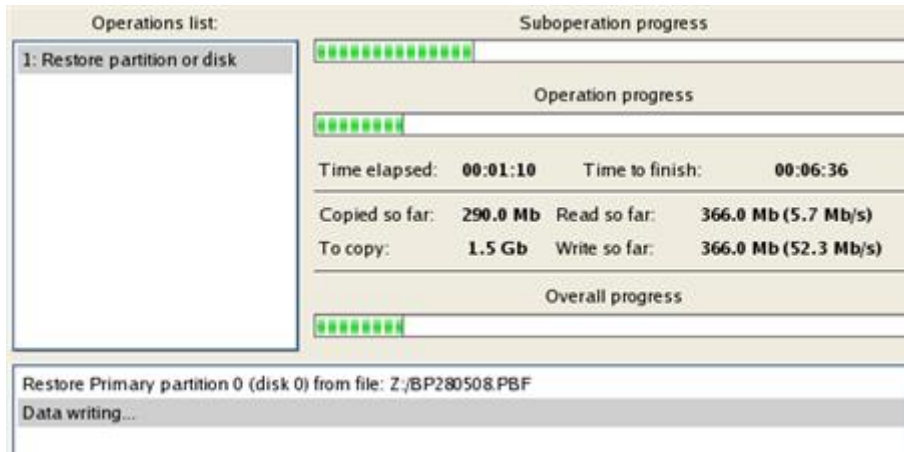 Operations list:
1: Restore partition or disk
Suboperation progress
Operation progress
Time elapsed: 00:01:10 Time to finish: 00:06:36
Copied so far: 290.0 Mb Read so far: 366.0 Mb (5.7 Mb/s)
To copy: 1.5 Gb Write so far: 366.0 Mb (52.3 Mb/s)
Overall progress
Restore Primary partition 0 (disk 0) from file: Z:/BP280508.PBF
Data writing...